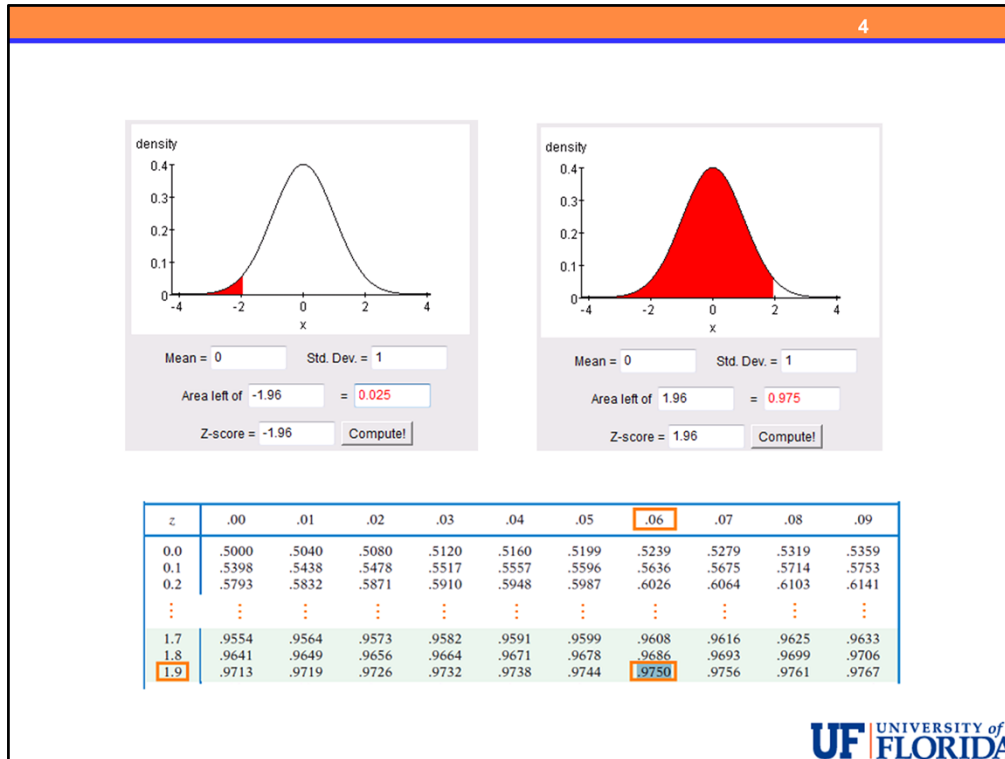 4
density
0.4
0.3
0.2
0.1
0
-4 -2 0 2 4
x
Mean = 0 Std. Dev. = 1
Area left of -1.96 = 0.025
Z-score = -1.96 Compute!
density
0.4
0.3
0.2
0.1
0
-4 -2 0 2 4
x
Mean = 0 Std. Dev. = 1
Area left of 1.96 = 0.975
Z-score = 1.96 Compute!
z .00 .01 .02 .03 .04 .05 .06 .07 .08 .09
0.0 .5000 .5040 .5080 .5120 .5160 .5199 .5239 .5279 .5319 .5359
0.1 .5398 .5438 .5478 .5517 .5557 .5596 .5636 .5675 .5714 .5753
0.2 .5793 .5832 .5871 .5910 .5948 .5987 .6026 .6064 .6103 .6141
⋮ ⋮ ⋮ ⋮ ⋮ ⋮ ⋮ ⋮ ⋮ ⋮ ⋮
1.7 .9554 .9564 .9573 .9582 .9591 .9599 .9608 .9616 .9625 .9633
1.8 .9641 .9649 .9656 .9664 .9671 .9678 .9686 .9693 .9699 .9706
1.9 .9713 .9719 .9726 .9732 .9738 .9744 .9750 .9756 .9761 .9767
UF UNIVERSITY of
FLORIDA